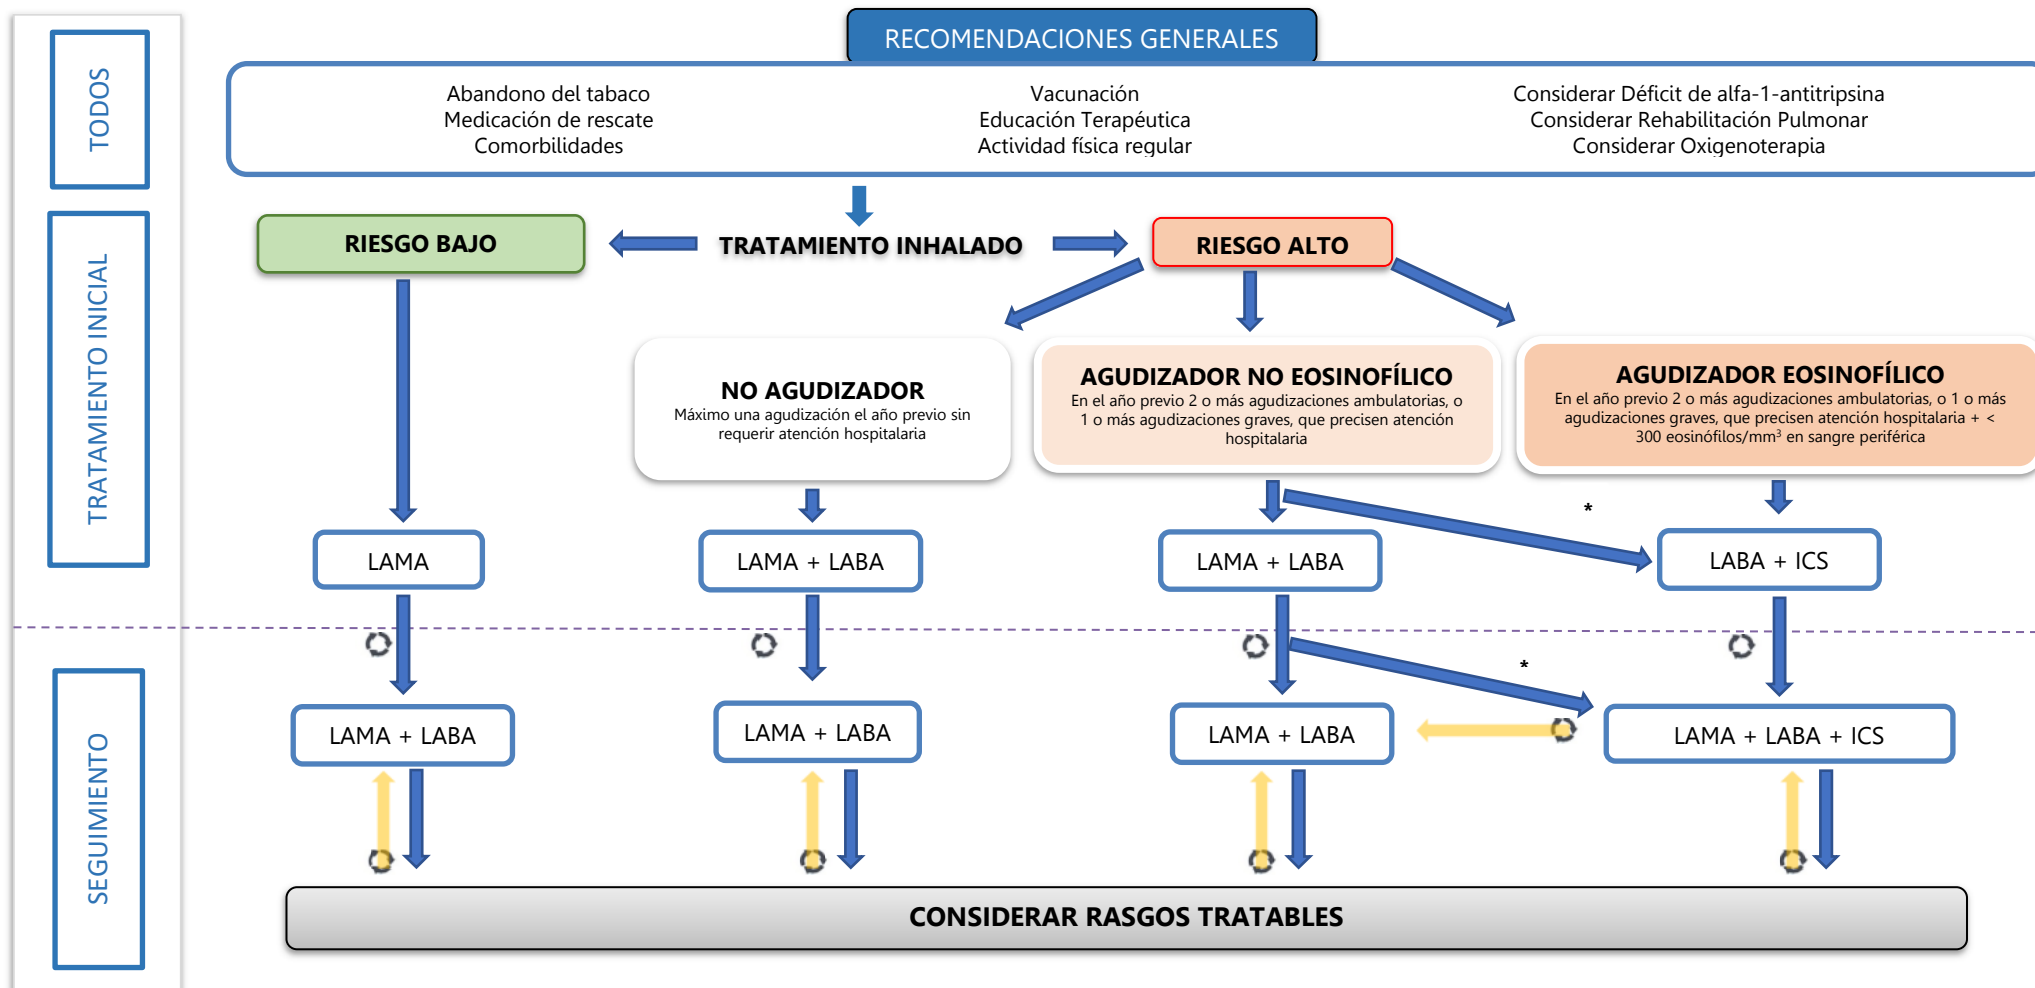 RECOMENDACIONES GENERALES
TODOS
Abandono del tabaco
Medicación de rescate
Comorbilidades
Vacunación
Educación Terapéutica
Actividad física regular
Considerar Déficit de alfa-1-antitripsina
Considerar Rehabilitación Pulmonar
Considerar Oxigenoterapia
TRATAMIENTO INICIAL
RIESGO BAJO
TRATAMIENTO INHALADO
RIESGO ALTO
NO AGUDIZADOR
Máximo una agudización el año previo sin
requerir atención hospitalaria
AGUDIZADOR NO EOSINOFÍLICO
En el año previo 2 o más agudizaciones ambulatorias, o
1 o más agudizaciones graves, que precisen atención
hospitalaria
AGUDIZADOR EOSINOFÍLICO
En el año previo 2 o más agudizaciones ambulatorias, o 1 o más
agudizaciones graves, que precisen atención hospitalaria + <
300 eosinófilos/mm³ en sangre periférica
*
LAMA
LAMA + LABA
LAMA + LABA
LABA + ICS
*
SEGUIMIENTO
LAMA + LABA
LAMA + LABA
LAMA + LABA
LAMA + LABA + ICS
CONSIDERAR RASGOS TRATABLES